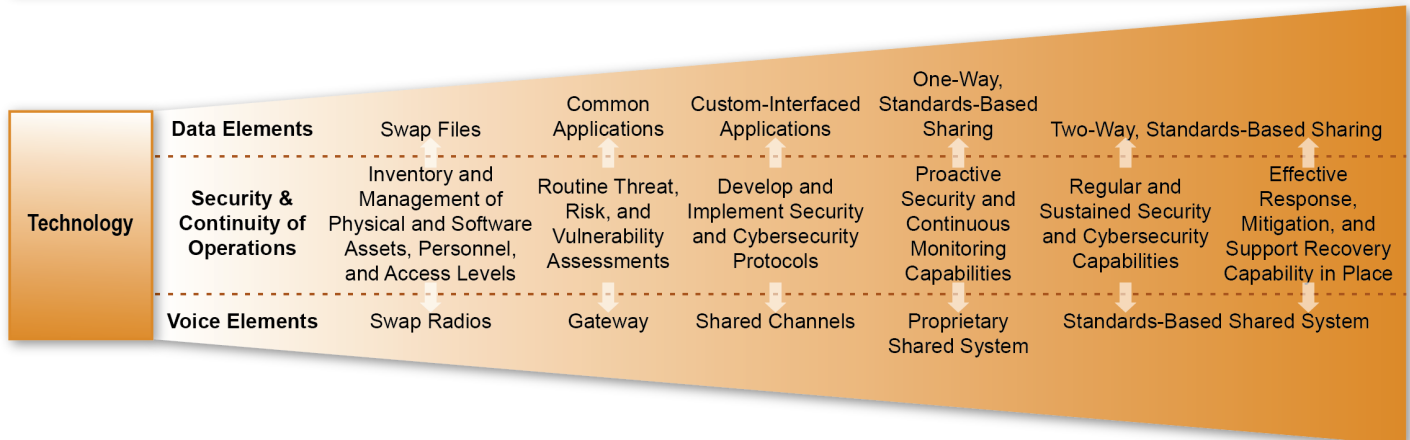 Technology
Data Elements
Swap Files
Common
Applications
Custom-Interfaced
Applications
One-Way,
Standards-Based
Sharing
Two-Way, Standards-Based Sharing
Security &
Continuity of
Operations
Inventory and
Management of
Physical and Software
Assets, Personnel,
and Access Levels
Routine Threat,
Risk, and
Vulnerability
Assessments
Develop and
Implement Security
and Cybersecurity
Protocols
Proactive
Security and
Continuous
Monitoring
Capabilities
Regular and
Sustained Security
and Cybersecurity
Capabilities
Effective
Response,
Mitigation, and
Support Recovery
Capability in Place
Voice Elements
Swap Radios
Gateway
Shared Channels
Proprietary
Shared System
Standards-Based Shared System